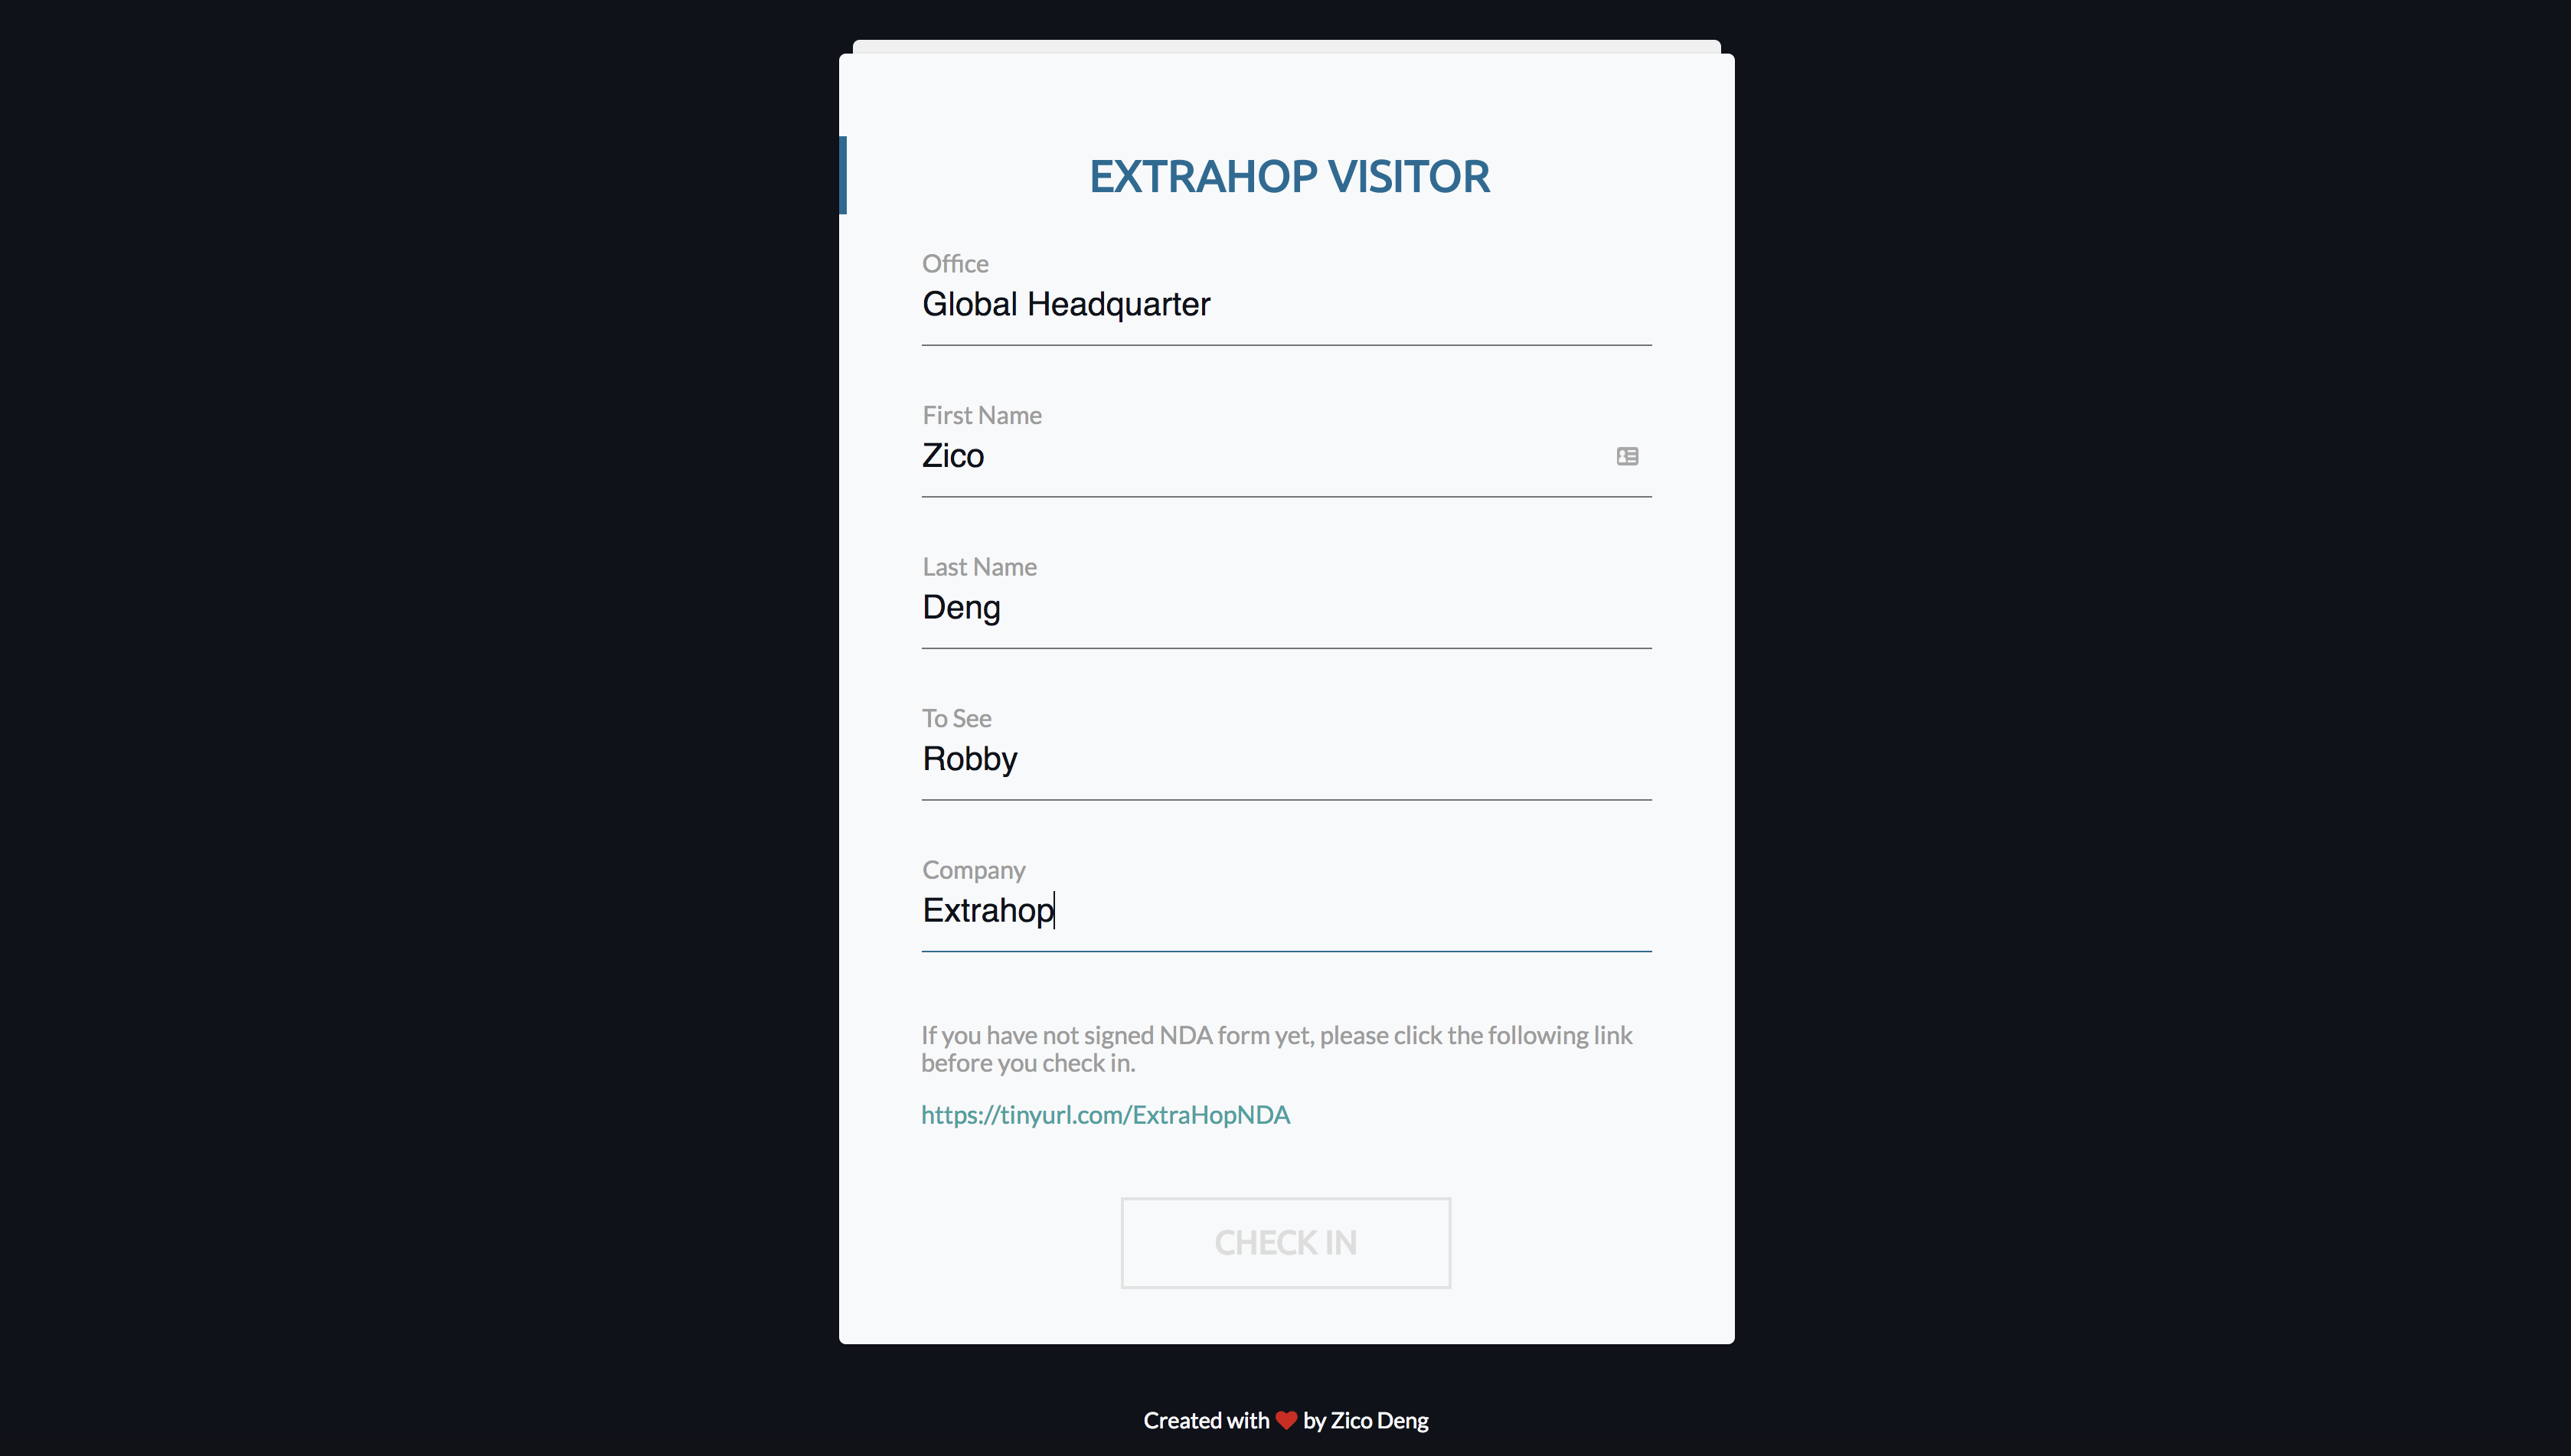 EXTRAHOP VISITOR
Office
Global Headquarter
First Name
Zico
Last Name
Deng
To See
Robby
Company
Extrahop
If you have not signed NDA form yet, please click the following link
before you check in.
https://tinyurl.com/ExtraHopNDA
CHECK IN
Created with ❤ by Zico Deng